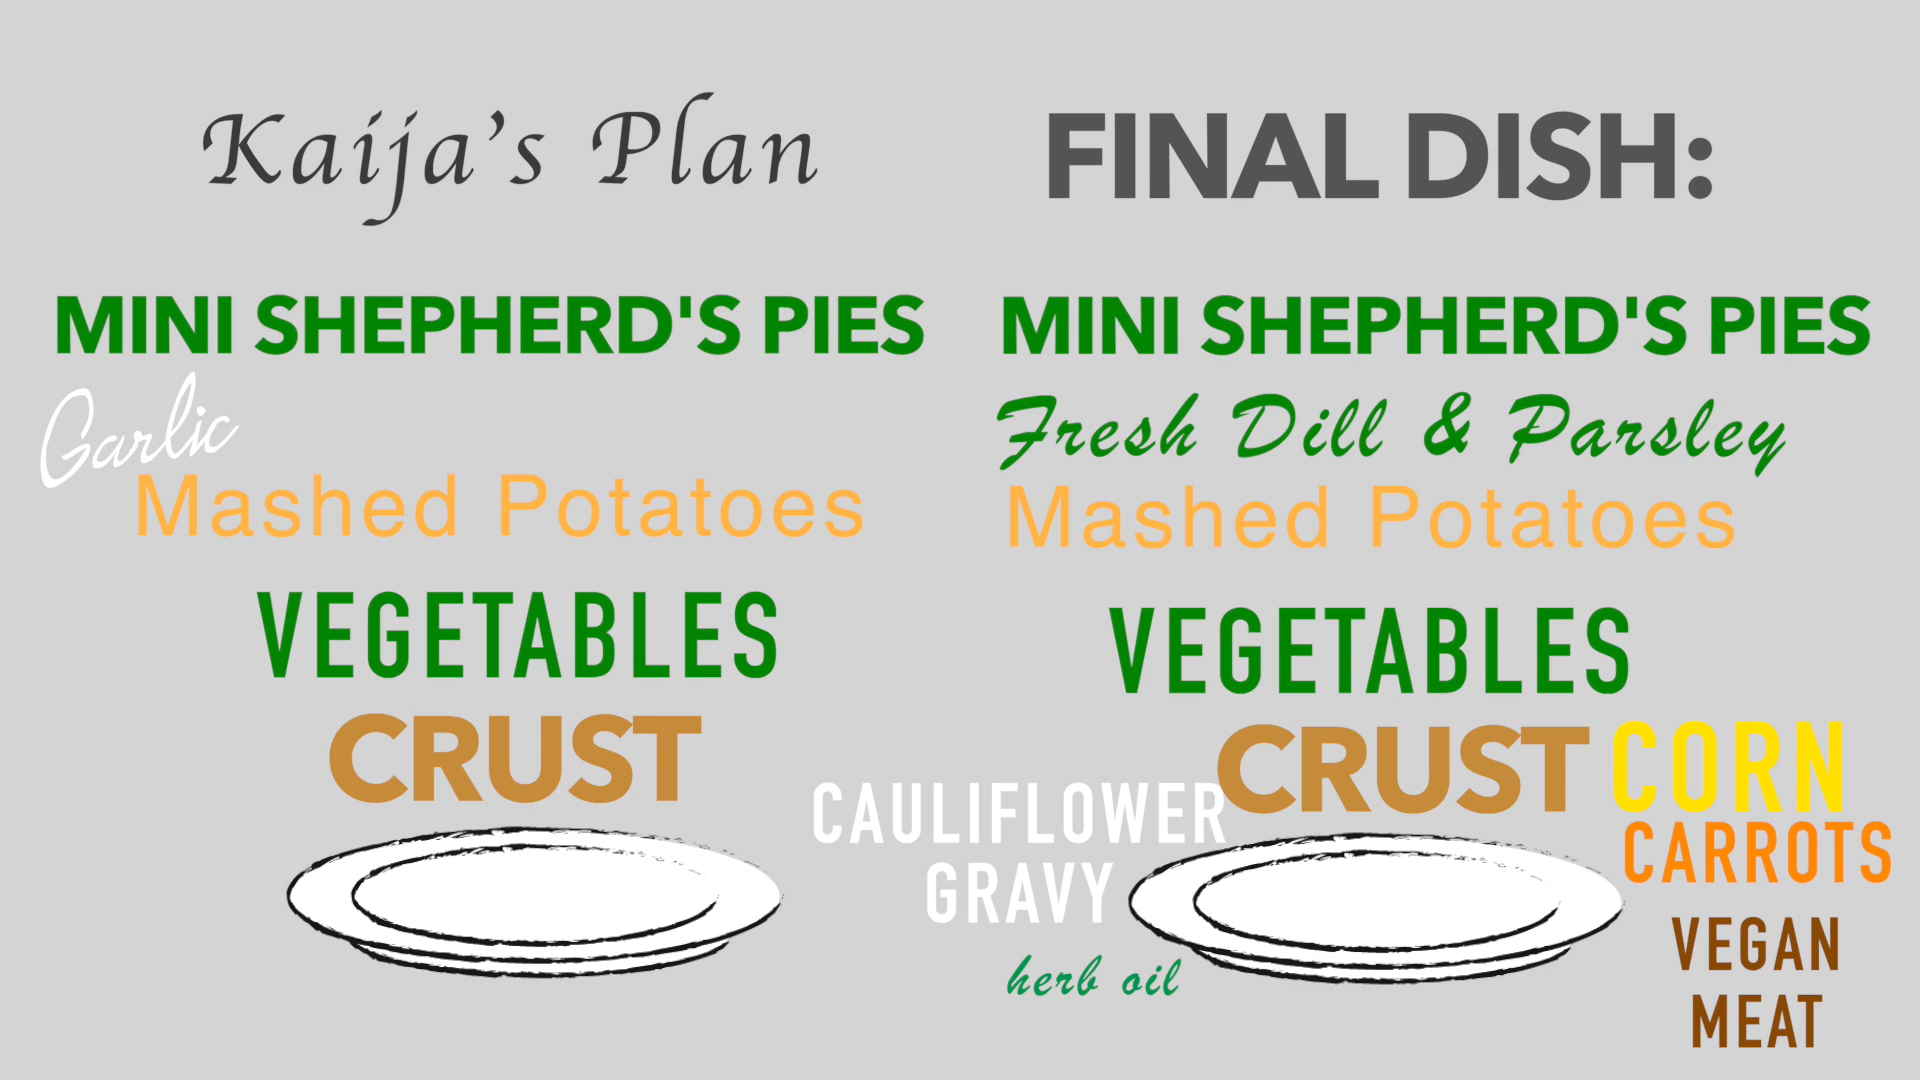 Kaija's Plan
MINI SHEPHERD'S PIES
Garlic
Mashed Potatoes
VEGETABLES
CRUST
FINAL DISH:
MINI SHEPHERD'S PIES
Fresh Dill & Parsley
Mashed Potatoes
VEGETABLES
CRUST
CORN
CARROTS
VEGAN
MEAT
CAULIFLOWER
GRAVY
herb oil